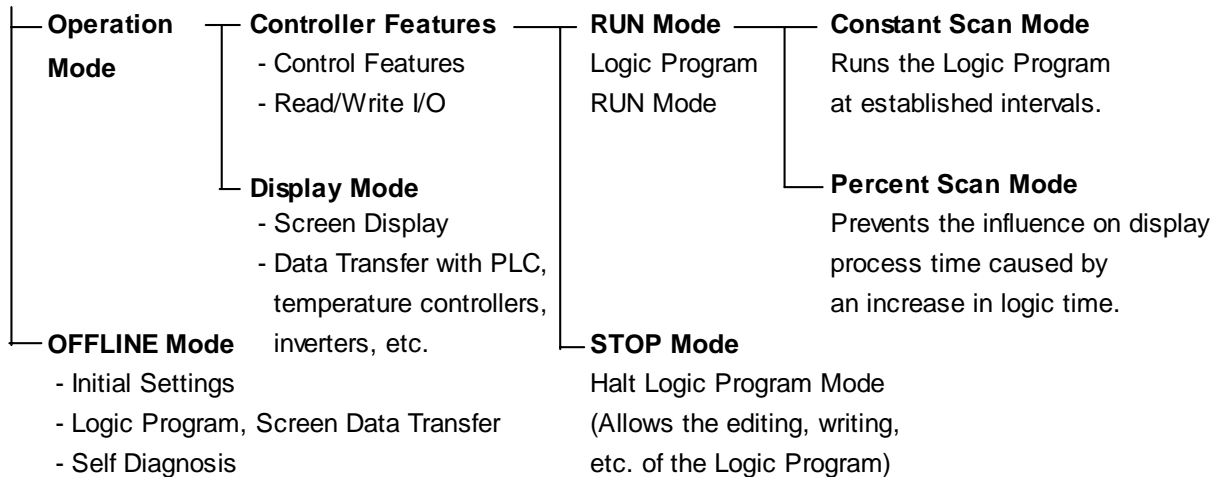 Operation
Mode
Controller Features
- Control Features
- Read/Write I/O
Display Mode
- Screen Display
- Data Transfer with PLC,
temperature controllers,
inverters, etc.
RUN Mode
Logic Program
RUN Mode
Constant Scan Mode
Runs the Logic Program
at established intervals.
Percent Scan Mode
Prevents the influence on display
process time caused by
an increase in logic time.
STOP Mode
Halt Logic Program Mode
(Allows the editing, writing,
etc. of the Logic Program)
OFFLINE Mode
- Initial Settings
- Logic Program, Screen Data Transfer
- Self Diagnosis